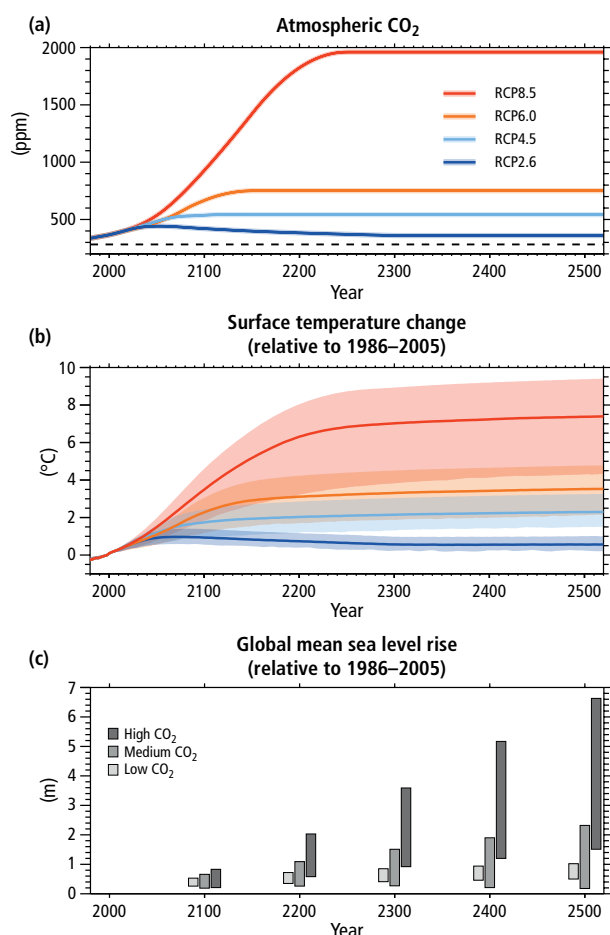 (a)
Atmospheric CO₂
2000
1500
1000
500
(ppm)
RCP8.5
RCP6.0
RCP4.5
RCP2.6
2000 2100 2200 2300 2400 2500
Year
(b)
Surface temperature change
(relative to 1986–2005)
10
8
6
4
2
0
(°C)
2000 2100 2200 2300 2400 2500
Year
(c)
Global mean sea level rise
(relative to 1986–2005)
7
6
5
4
3
2
1
0
(m)
High CO₂
Medium CO₂
Low CO₂
2000 2100 2200 2300 2400 2500
Year